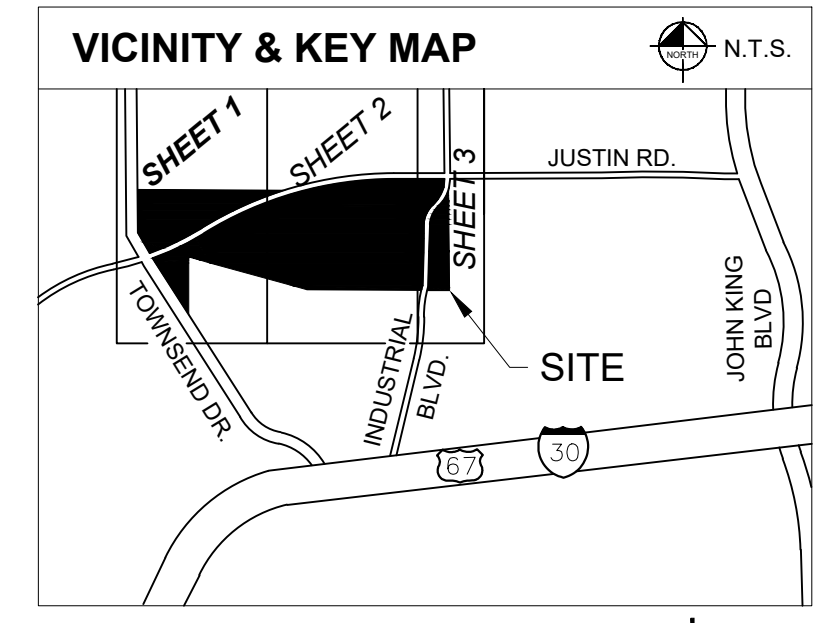 VICINITY & KEY MAP
NORTH
N.T.S.
SHEET 1
SHEET 2
SHEET 3
JUSTIN RD.
TOWNSEND DR.
INDUSTRIAL
BLVD.
SITE
JOHN KING
BLVD
67
30